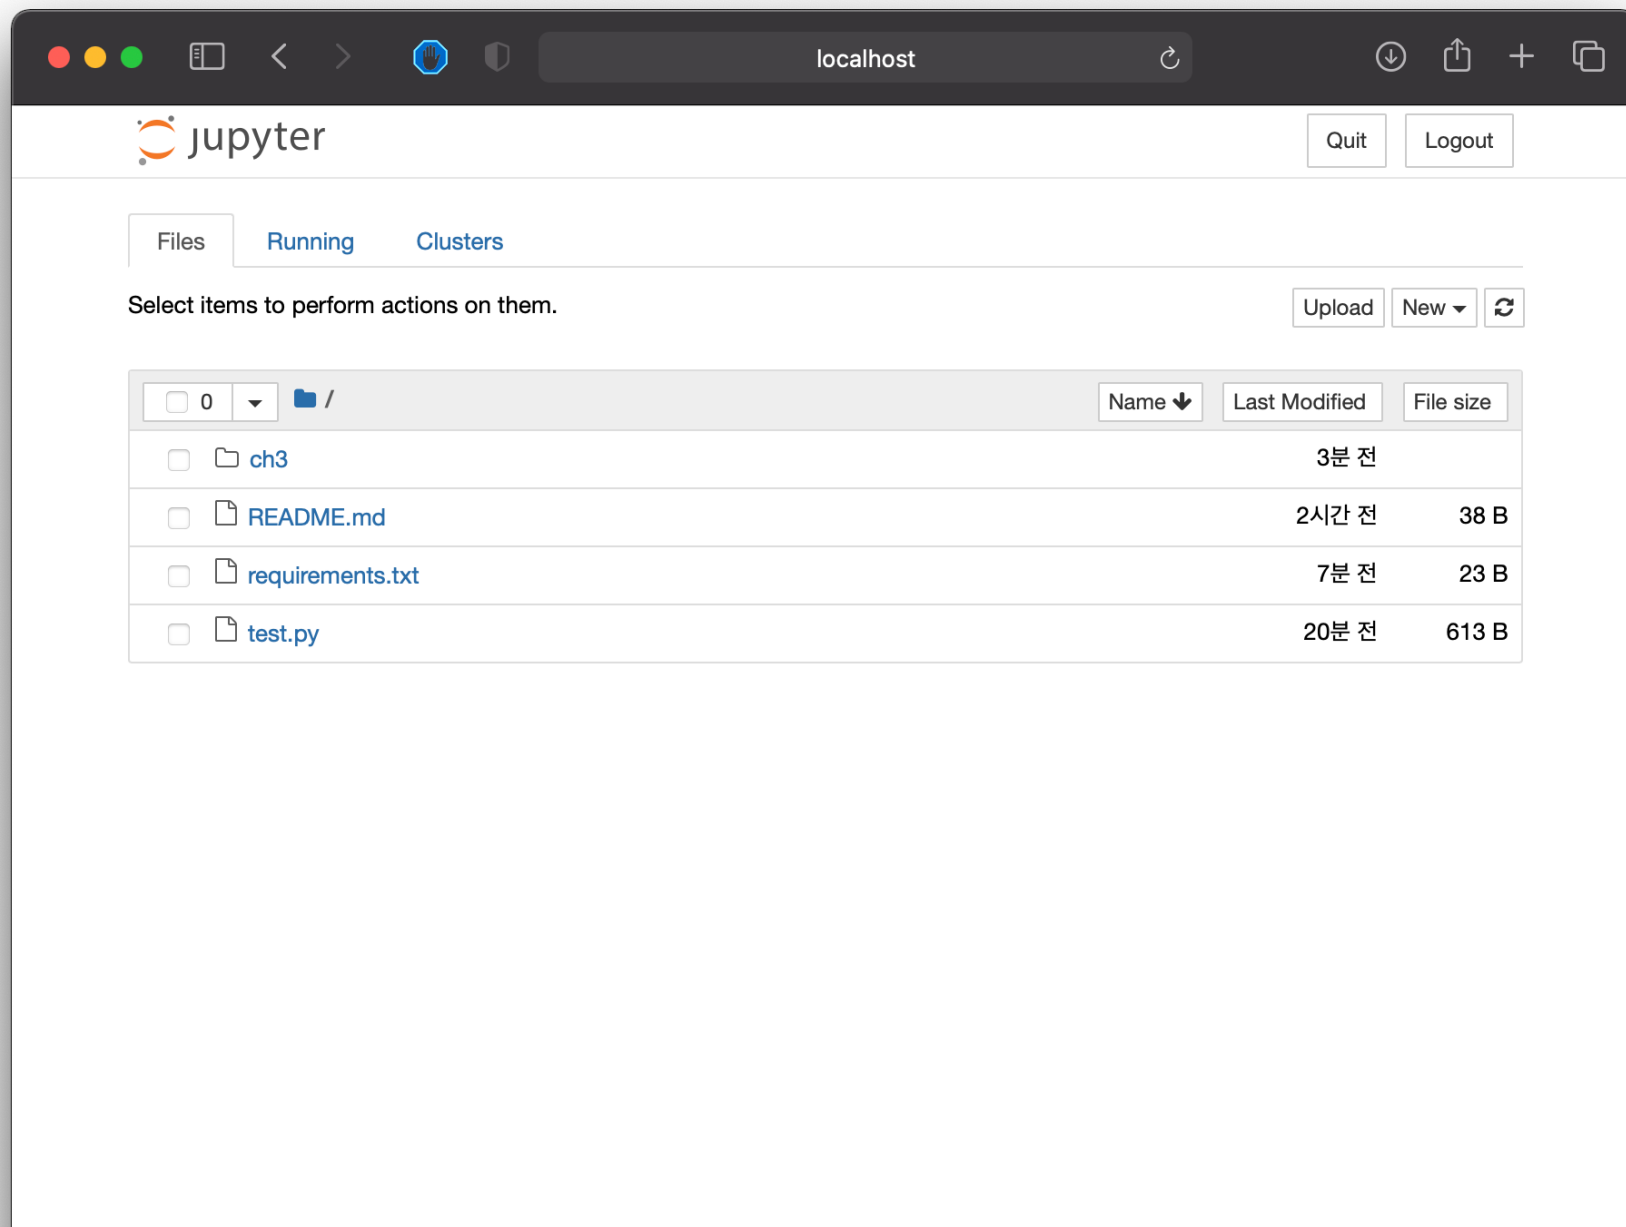 localhost
jupyter
Quit
Logout
Files
Running
Clusters
Select items to perform actions on them.
Upload
New
0
/
Name
Last Modified
File size
ch3
3분 전
README.md
2시간 전
38 B
requirements.txt
7분 전
23 B
test.py
20분 전
613 B